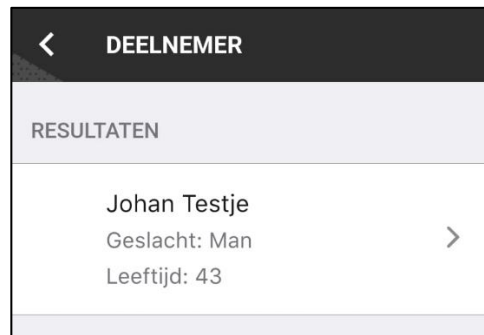 DEELNEMER
RESULTATEN
Johan Testje
Geslacht: Man
Leeftijd: 43